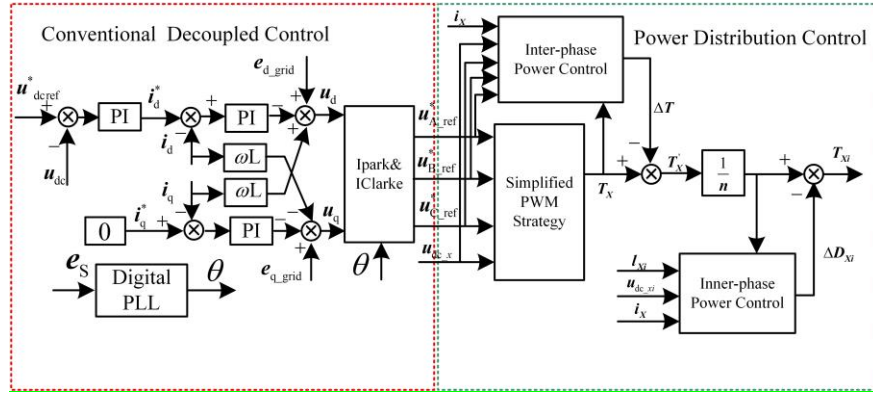 Conventional Decoupled Control
u*dcref
+
−
udc
PI
i*d
+
−
id
PI
−
+
+
ed_grid
ud
ωL
ωL
iq
0
i*q
+
−
PI
−
−
+
uq
eq_grid
eS
Digital
PLL
θ
Ipark&
IClarke
θ
u*A_ref
u*B_ref
u*C_ref
udc_x
Power Distribution Control
iX
Inter-phase
Power Control
Simplified
PWM
Strategy
TX
ΔT
+
−
T'X
1
n
+
−
TXi
ΔDXi
lXi
udc_xi
iX
Inner-phase
Power Control